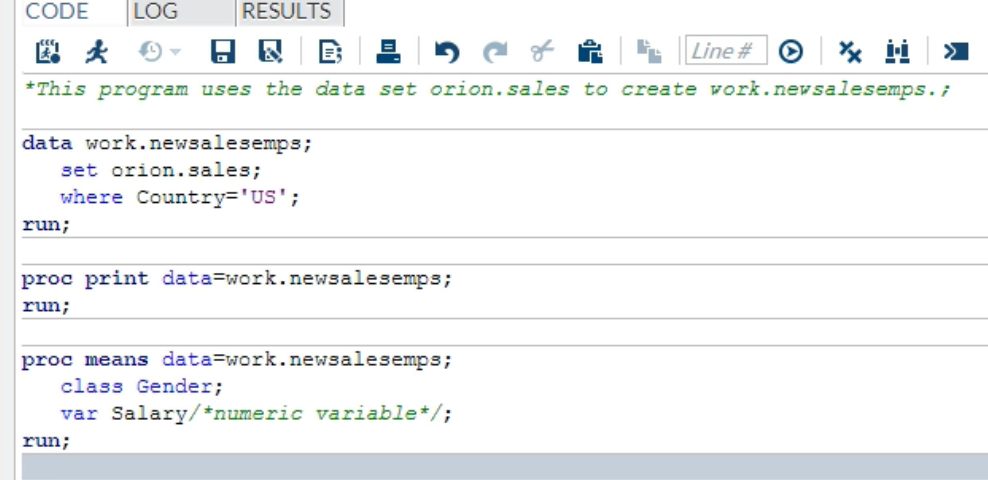 CODE LOG RESULTS
Line #
*This program uses the data set orion.sales to create work.newsalesemps.;
data work.newsalesemps;
set orion.sales;
where Country='US';
run;
proc print data=work.newsalesemps;
run;
proc means data=work.newsalesemps;
class Gender;
var Salary/*numeric variable*/;
run;